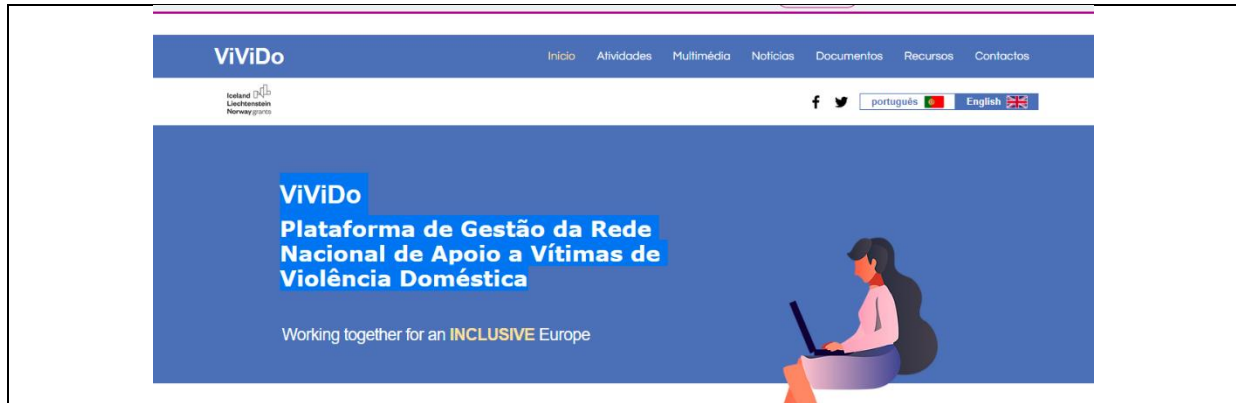 ViViDo
Início Atividades Multimédia Notícias Documentos Recursos Contactos
Iceland
Liechtenstein
Norway grants
português English
ViViDo
Plataforma de Gestão da Rede
Nacional de Apoio a Vítimas de
Violência Doméstica
Working together for an INCLUSIVE Europe